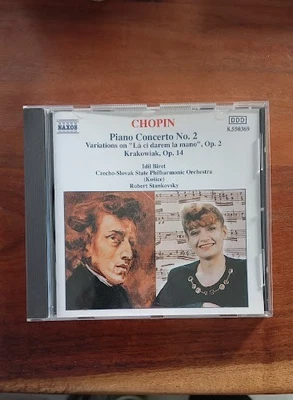 NAXOS
DDD
8.550369
CHOPIN
Piano Concerto No. 2
Variations on "Là ci darem la mano", Op. 2
Krakowiak, Op. 14
Idil Biret
Czecho-Slovak State Philharmonic Orchestra
(Košice)
Robert Stankovsky